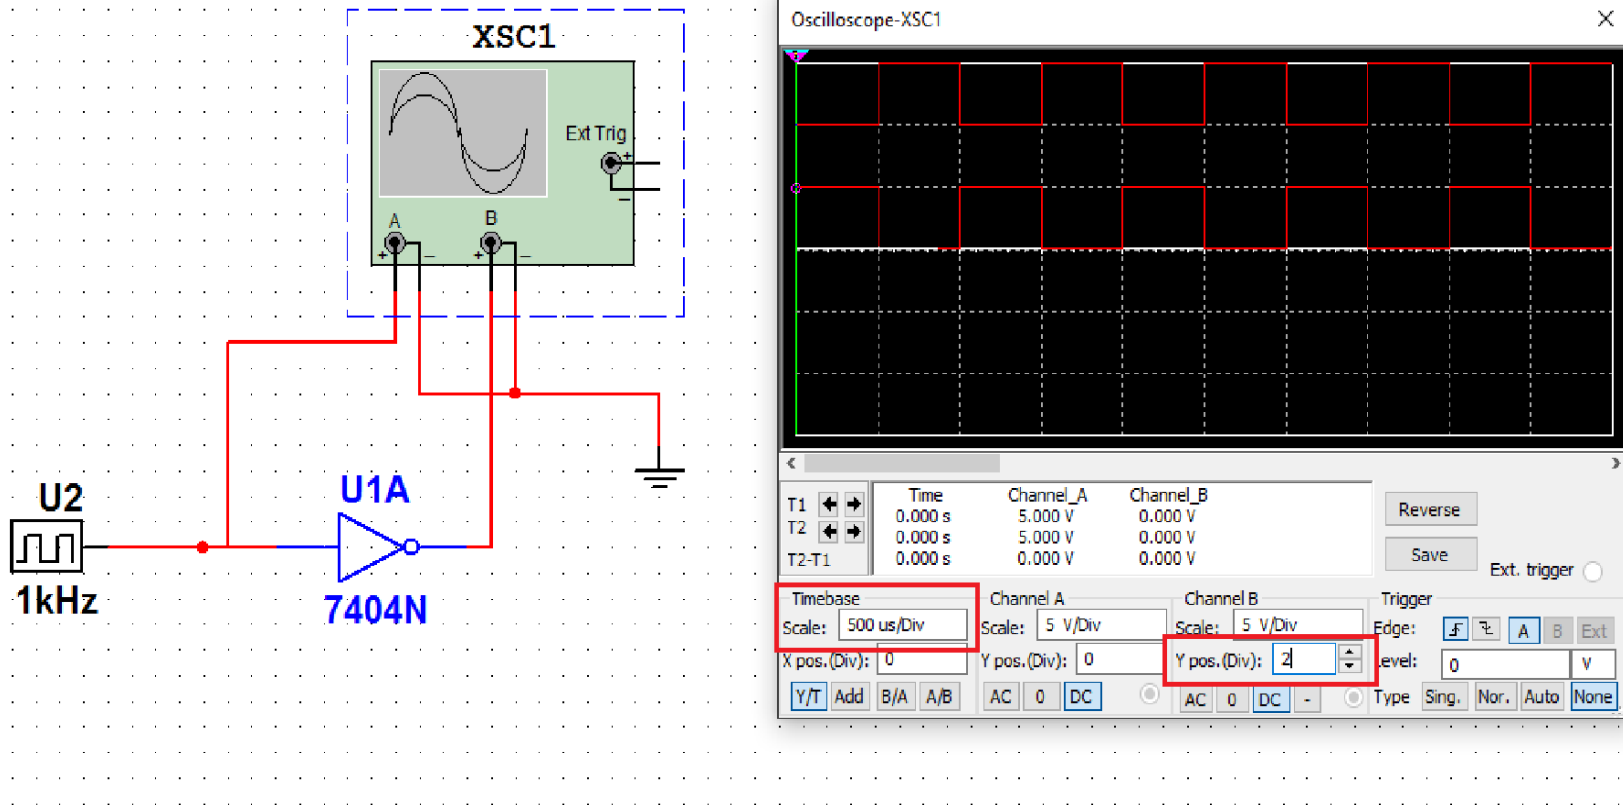 XSC1
Ext Trig
+
A
B
+ – + –
–
U2
1kHz
U1A
7404N
Oscilloscope-XSC1
T1
T2
T2-T1
Time Channel_A Channel_B
0.000 s 5.000 V 0.000 V
0.000 s 5.000 V 0.000 V
0.000 s 0.000 V 0.000 V
Reverse
Save
Ext. trigger
Timebase
Scale: 500 us/Div
X pos.(Div): 0
Y/T Add B/A A/B
Channel A
Scale: 5 V/Div
Y pos.(Div): 0
AC 0 DC
Channel B
Scale: 5 V/Div
Y pos.(Div): 2
AC 0 DC -
Trigger
Edge: A B Ext
evel: 0 V
Type Sing. Nor. Auto None